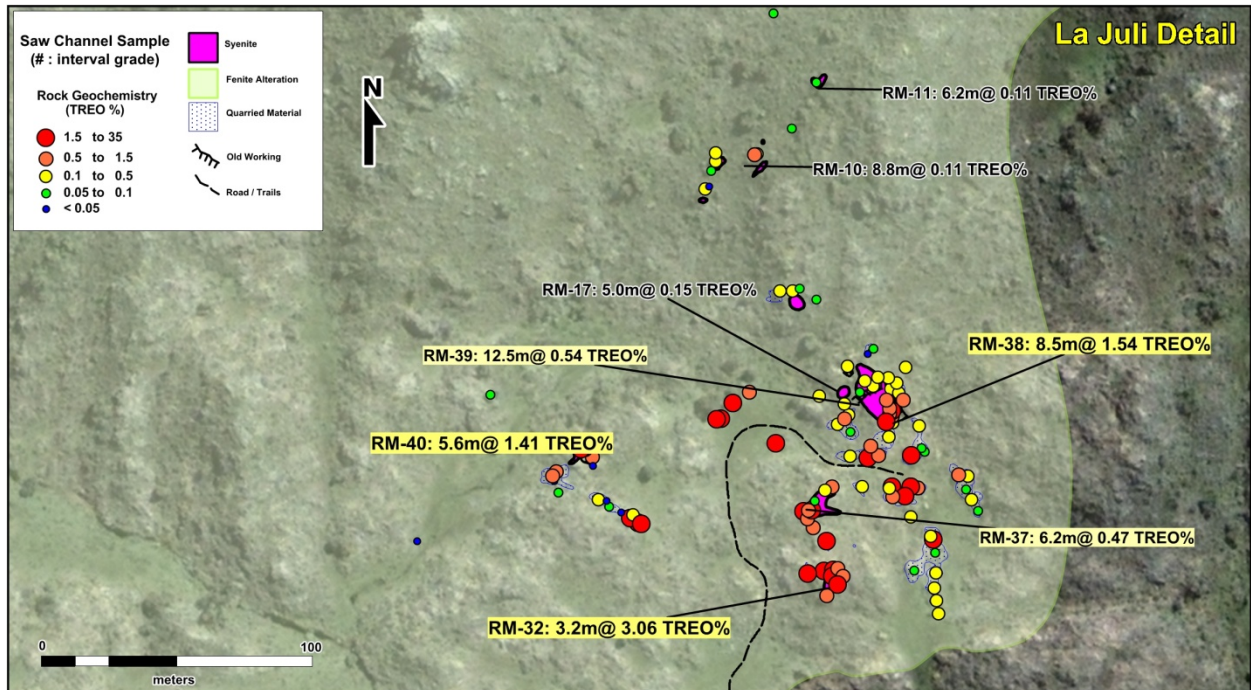 La Juli Detail
Saw Channel Sample
(# : interval grade)
Rock Geochemistry
(TREO %)
1.5 to 35
0.5 to 1.5
0.1 to 0.5
0.05 to 0.1
< 0.05
Syenite
Fenite Alteration
Quarried Material
Old Working
Road / Trails
N
RM-11: 6.2m@ 0.11 TREO%
RM-10: 8.8m@ 0.11 TREO%
RM-17: 5.0m@ 0.15 TREO%
RM-38: 8.5m@ 1.54 TREO%
RM-39: 12.5m@ 0.54 TREO%
RM-40: 5.6m@ 1.41 TREO%
RM-37: 6.2m@ 0.47 TREO%
RM-32: 3.2m@ 3.06 TREO%
0 100
meters